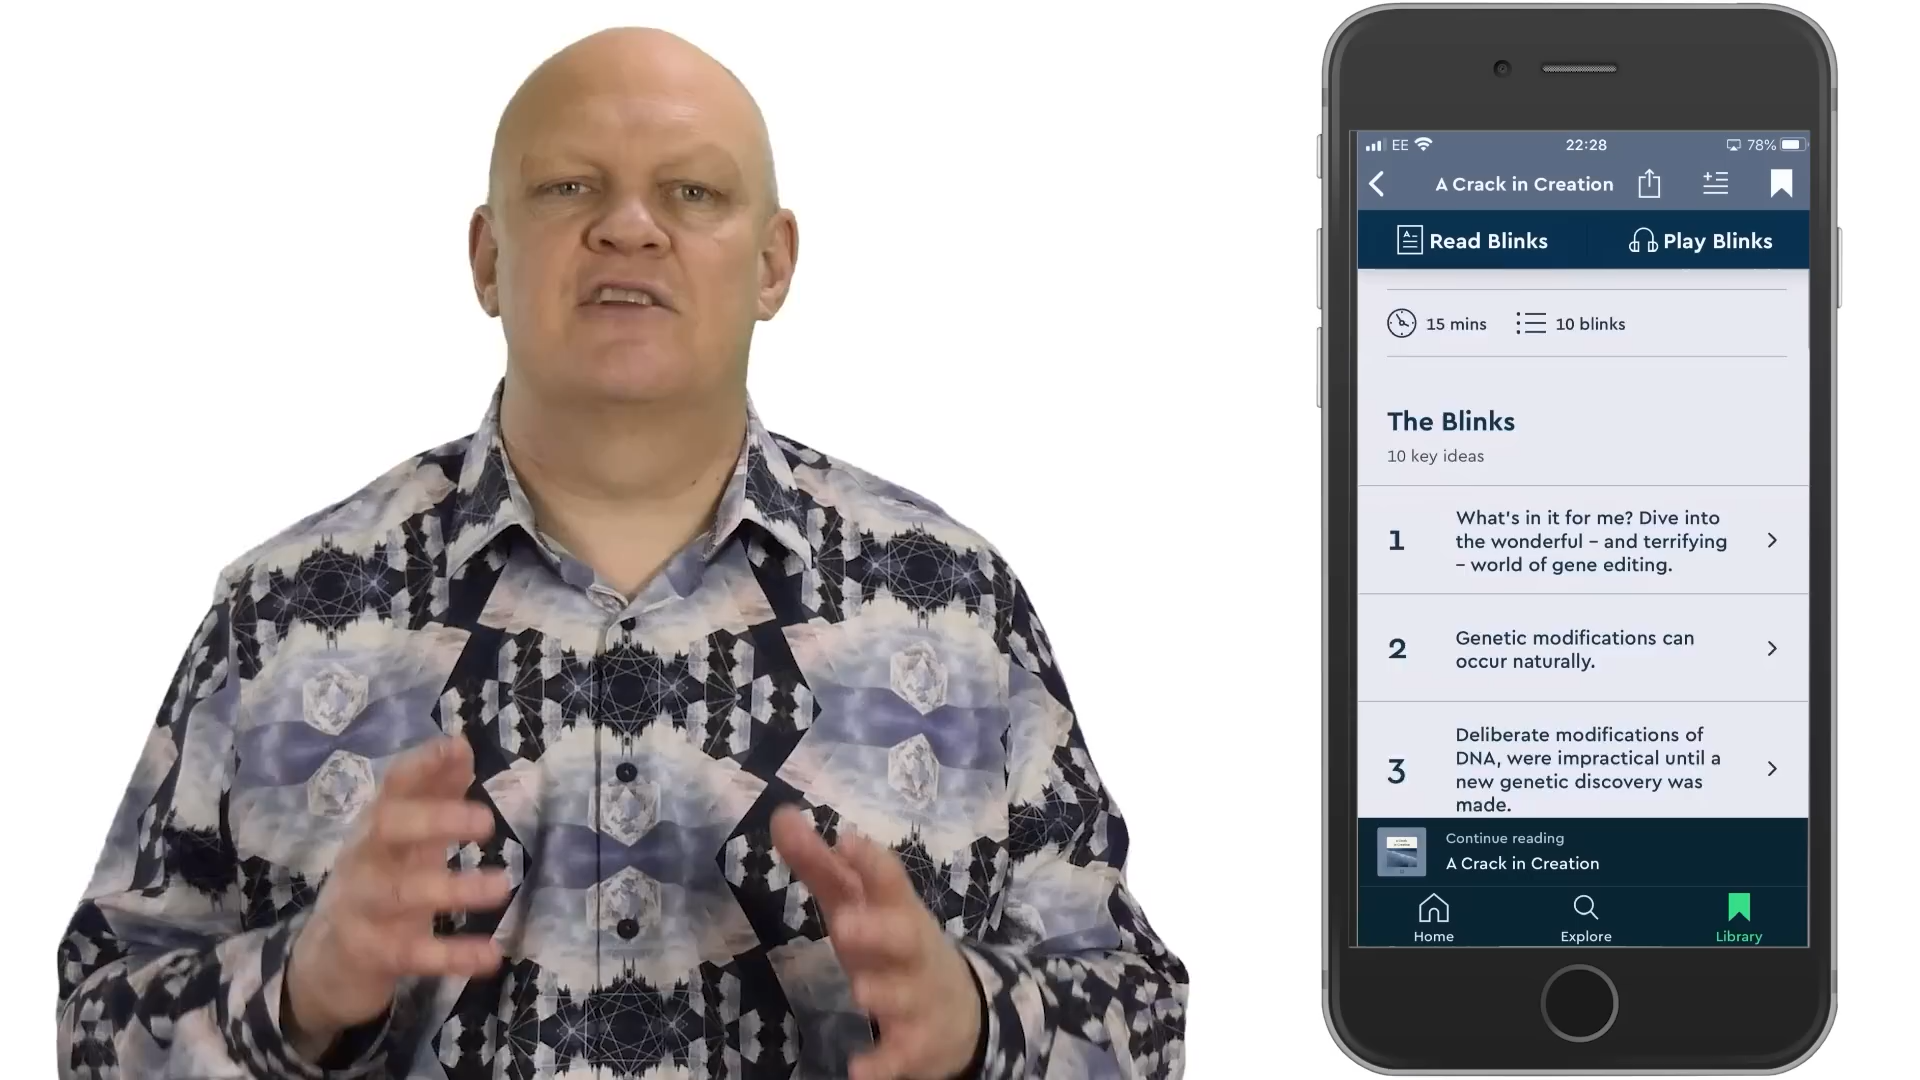 EE 22:28 78%
A Crack in Creation
Read Blinks Play Blinks
15 mins 10 blinks
The Blinks
10 key ideas
1 What's in it for me? Dive into
the wonderful – and terrifying
– world of gene editing.
2 Genetic modifications can
occur naturally.
3 Deliberate modifications of
DNA, were impractical until a
new genetic discovery was
made.
Continue reading
A Crack in Creation
Home Explore Library